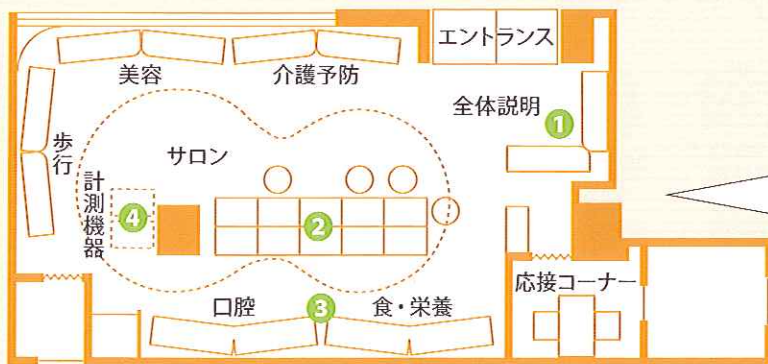 エントランス
美容
介護予防
全体説明
1
歩行
サロン
計測機器
4
2
応接コーナー
口腔
3
食・栄養